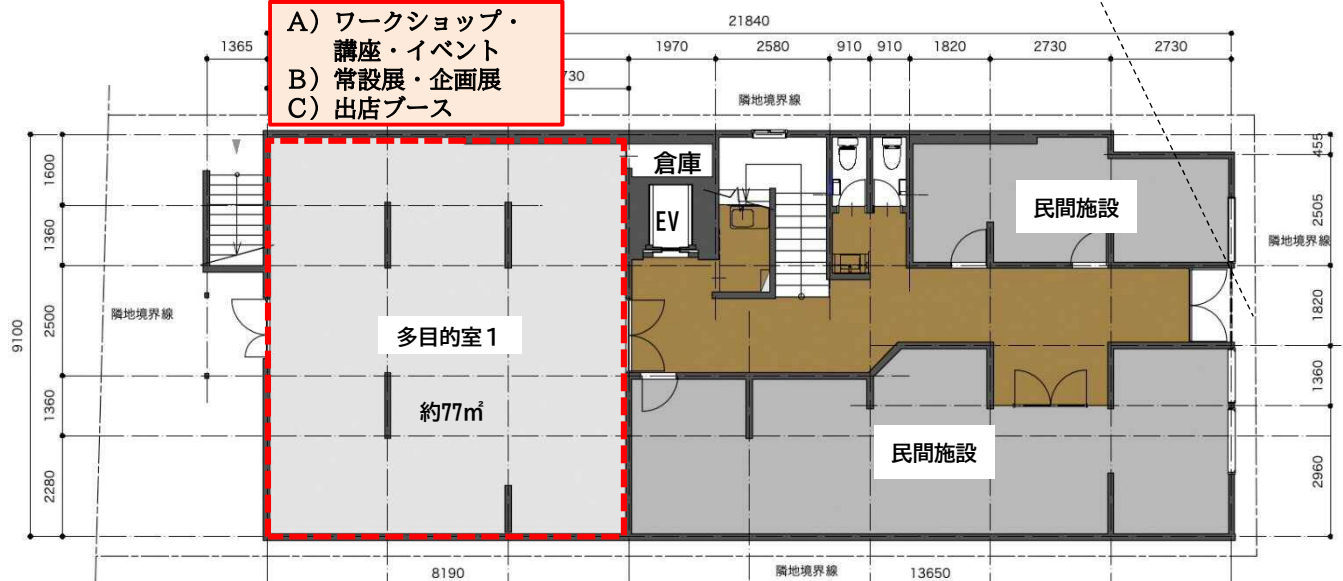 A）ワークショップ・
講座・イベント
B）常設展・企画展
C）出店ブース
21840
1365
1970
2580
910
910
1820
2730
2730
730
隣地境界線
9100
1600
1360
2500
1360
2280
倉庫
EV
民間施設
455
2505
隣地境界線
1820
1360
2960
隣地境界線
多目的室１
約77㎡
民間施設
8190
隣地境界線
13650